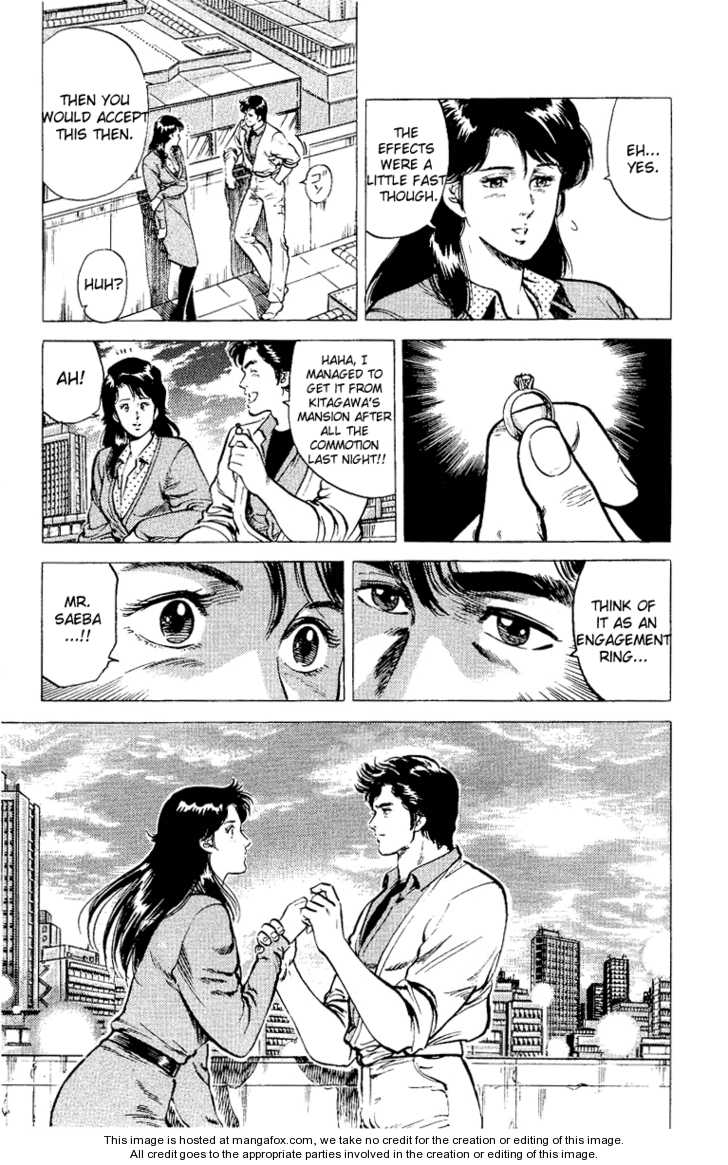 THEN YOU
WOULD ACCEPT
THIS THEN.
HUH?
ゴソ
THE
EFFECTS
WERE A
LITTLE FAST
THOUGH.
EH...
YES.
AH!
HAHA, I
MANAGED TO
GET IT FROM
KITAGAWA'S
MANSION AFTER
ALL THE
COMMOTION
LAST NIGHT!!
MR.
SAEBA
...!!
THINK OF
IT AS AN
ENGAGEMENT
RING...
This image is hosted at mangafox.com, we take no credit for the creation or editing of this image.
All credit goes to the appropriate parties involved in the creation or editing of this image.